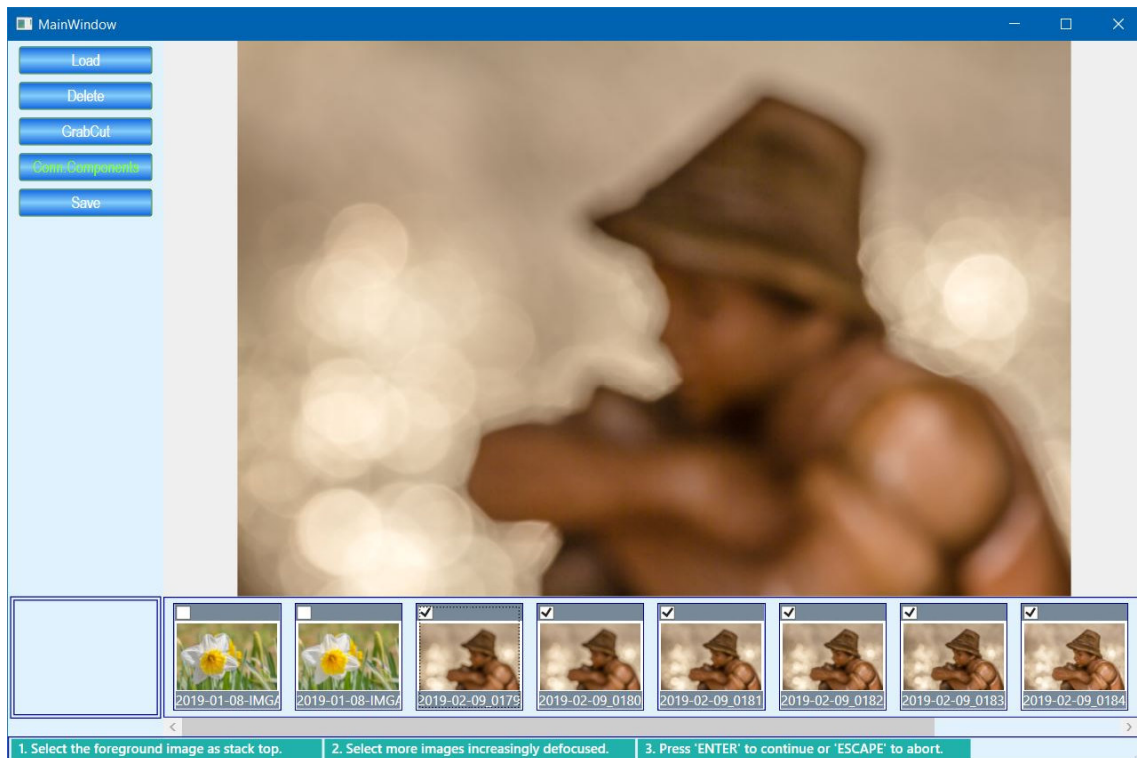 MainWindow
Load
Delete
GrabCut
Conn.Components
Save
2019-01-08-IMGA
2019-01-08-IMGA
2019-02-09_0179
2019-02-09_0180
2019-02-09_0181
2019-02-09_0182
2019-02-09_0183
2019-02-09_0184
1. Select the foreground image as stack top.
2. Select more images increasingly defocused.
3. Press 'ENTER' to continue or 'ESCAPE' to abort.